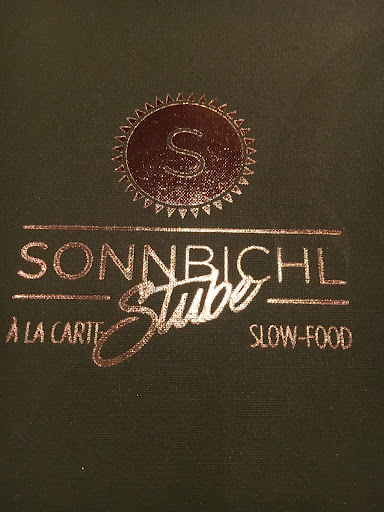 S
SONNBICHL
Stube
À LA CARTE
SLOW-FOOD